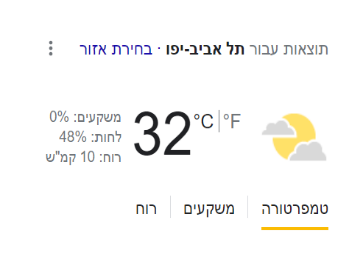 תוצאות עבור תל אביב-יפו · בחירת אזור
32 °C | °F
משקעים: 0%
לחות: 48%
רוח: 10 קמ"ש
טמפרטורה | משקעים | רוח